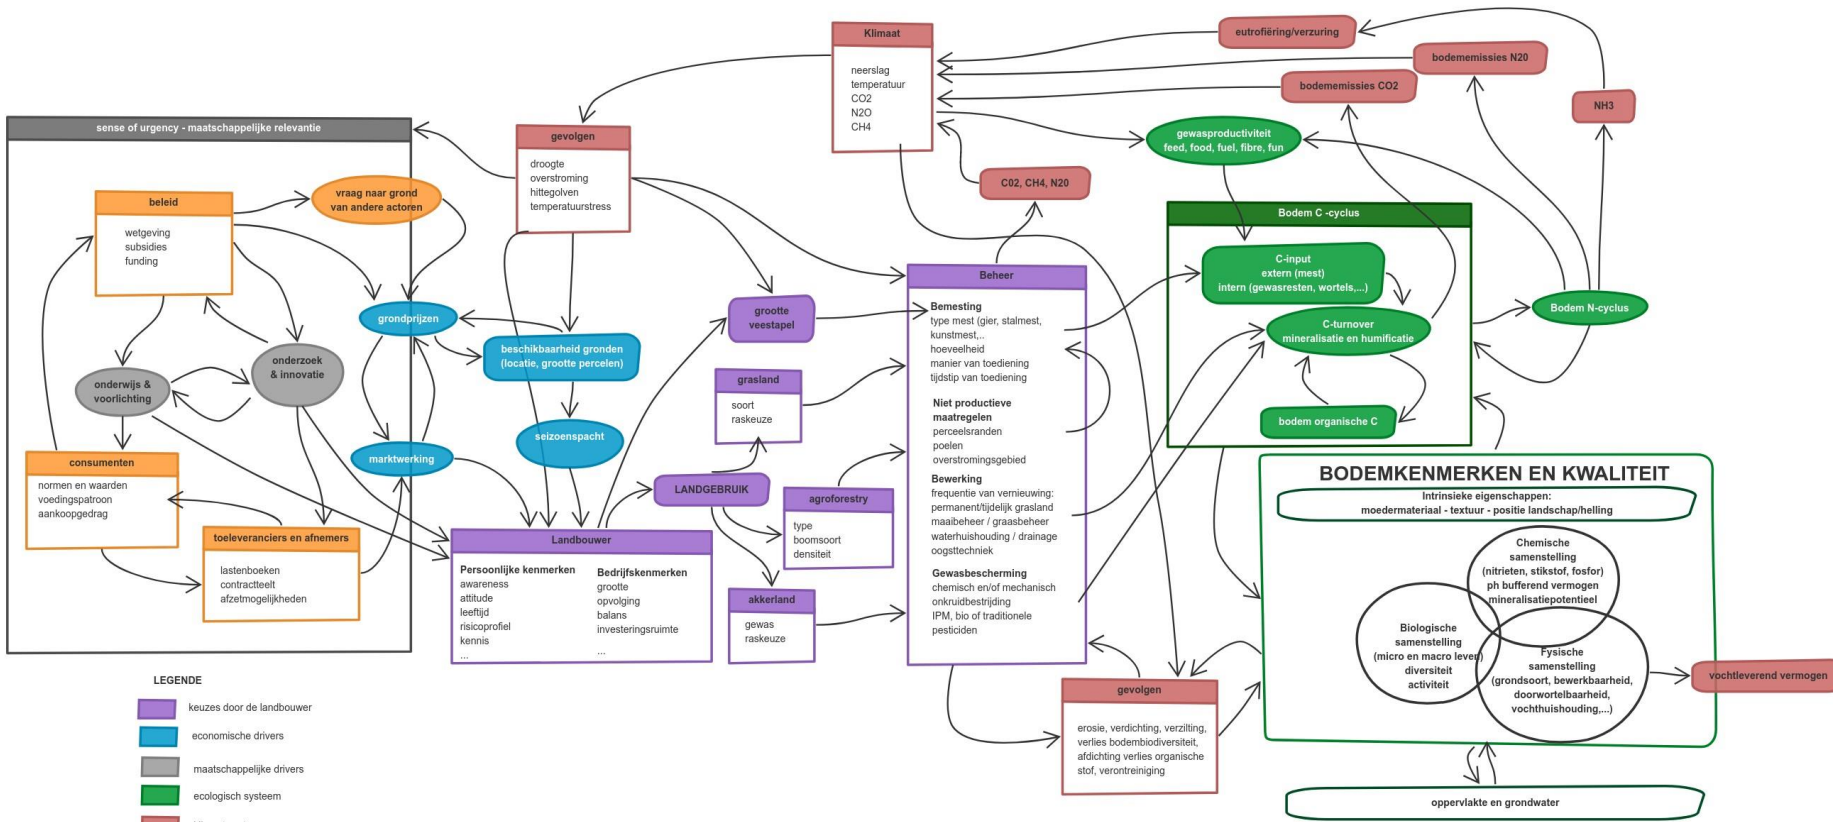 Klimaat
neerslag
temperatuur
CO2
N2O
CH4
eutrofiëring/verzuring
bodememissies N20
bodememissies CO2
NH3
sense of urgency - maatschappelijke relevantie
gevolgen
droogte
overstroming
hittegolven
temperatuurstress
gewasproductiviteit
feed, food, fuel, fibre, fun
C02, CH4, N20
beleid
wetgeving
subsidies
funding
vraag naar grond
van andere actoren
Bodem C -cyclus
C-input
extern (mest)
intern (gewasresten, wortels,...)
C-turnover
mineralisatie en humificatie
bodem organische C
Bodem N-cyclus
grondprijzen
beschikbaarheid gronden
(locatie, grootte percelen)
grootte
veestapel
onderwijs &
voorlichting
onderzoek
& innovatie
seizoenspacht
marktwerking
grasland
soort
raskeuze
LANDGEBRUIK
agroforestry
type
boomsoort
densiteit
akkerland
gewas
raskeuze
consumenten
normen en waarden
voedingspatroon
aankoopgedrag
toeleveranciers en afnemers
lastenboeken
contractteelt
afzetmogelijkheden
Landbouwer
Persoonlijke kenmerken
awareness
attitude
leeftijd
risicoprofiel
kennis
...
Bedrijfskenmerken
grootte
opvolging
balans
investeringsruimte
...
Beheer
Bemesting
type mest (gier, stalmest,
kunstmest,..
hoeveelheid
manier van toediening
tijdstip van toediening
Niet productieve
maatregelen
perceelsranden
poelen
overstromingsgebied
Bewerking
frequentie van vernieuwing:
permanent/tijdelijk grasland
maaibeheer / graasbeheer
waterhuishouding / drainage
oogsttechniek
Gewasbescherming
chemisch en/of mechanisch
onkruidbestrijding
IPM, bio of traditionele
pesticiden
gevolgen
erosie, verdichting, verzilting,
verlies bodembiodiversiteit,
afdichting verlies organische
stof, verontreiniging
BODEMKENMERKEN EN KWALITEIT
Intrinsieke eigenschappen:
moedermateriaal - textuur - positie landschap/helling
Chemische
samenstelling
(nitrieten, stikstof, fosfor)
ph bufferend vermogen
mineralisatiepotentieel
Biologische
samenstelling
(micro en macro leven)
diversiteit
activiteit
Fysische
samenstelling
(grondsoort, bewerkbaarheid,
doorwortelbaarheid,
vochthuishouding,...)
vochtleverend vermogen
oppervlakte en grondwater
LEGENDE
keuzes door de landbouwer
economische drivers
maatschappelijke drivers
ecologisch systeem